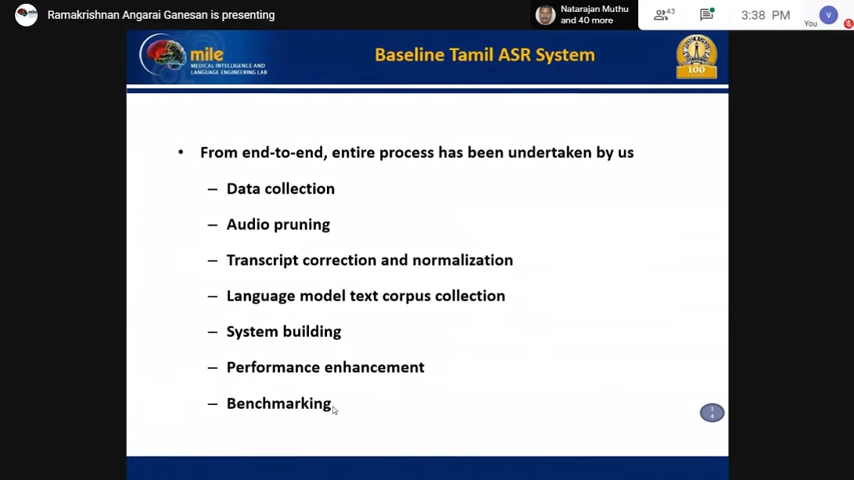 Ramakrishnan Angarai Ganesan is presenting
Natarajan Muthu
and 40 more
43
3:38 PM
V
You
mile
MEDICAL INTELLIGENCE AND
LANGUAGE ENGINEERING LAB
Baseline Tamil ASR System
100
• From end-to-end, entire process has been undertaken by us
– Data collection
– Audio pruning
– Transcript correction and normalization
– Language model text corpus collection
– System building
– Performance enhancement
– Benchmarking